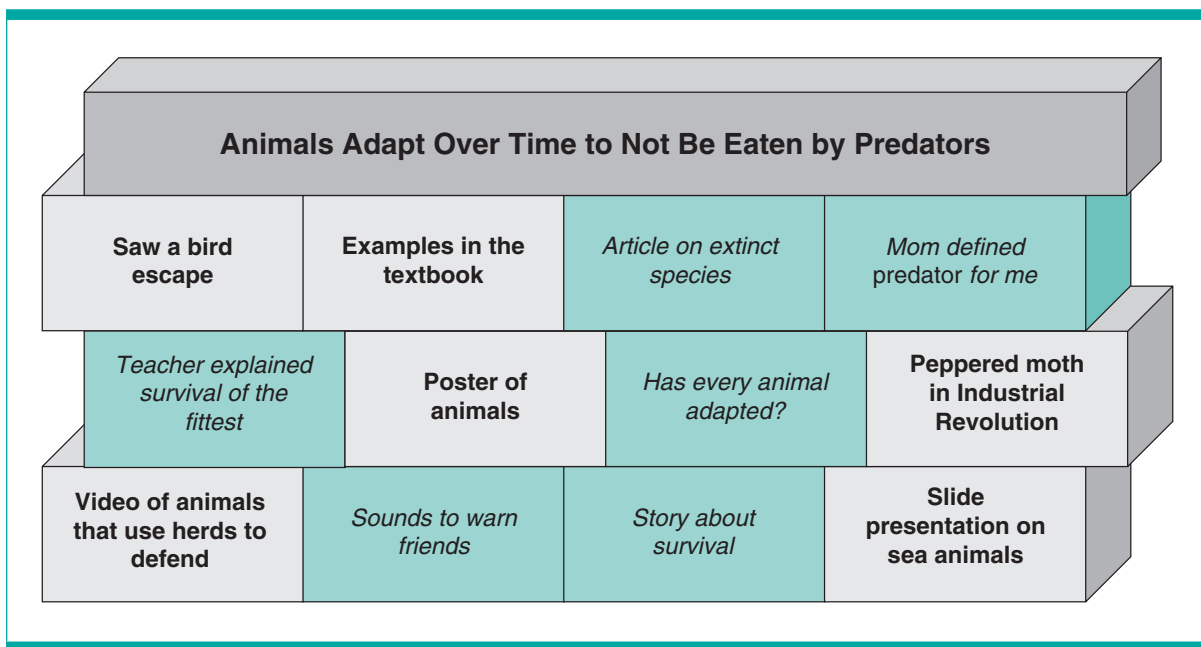 Animals Adapt Over Time to Not Be Eaten by Predators
Saw a bird
escape
Examples in the
textbook
Article on extinct
species
Mom defined
predator for me
Teacher explained
survival of the
fittest
Poster of
animals
Has every animal
adapted?
Peppered moth
in Industrial
Revolution
Video of animals
that use herds to
defend
Sounds to warn
friends
Story about
survival
Slide
presentation on
sea animals